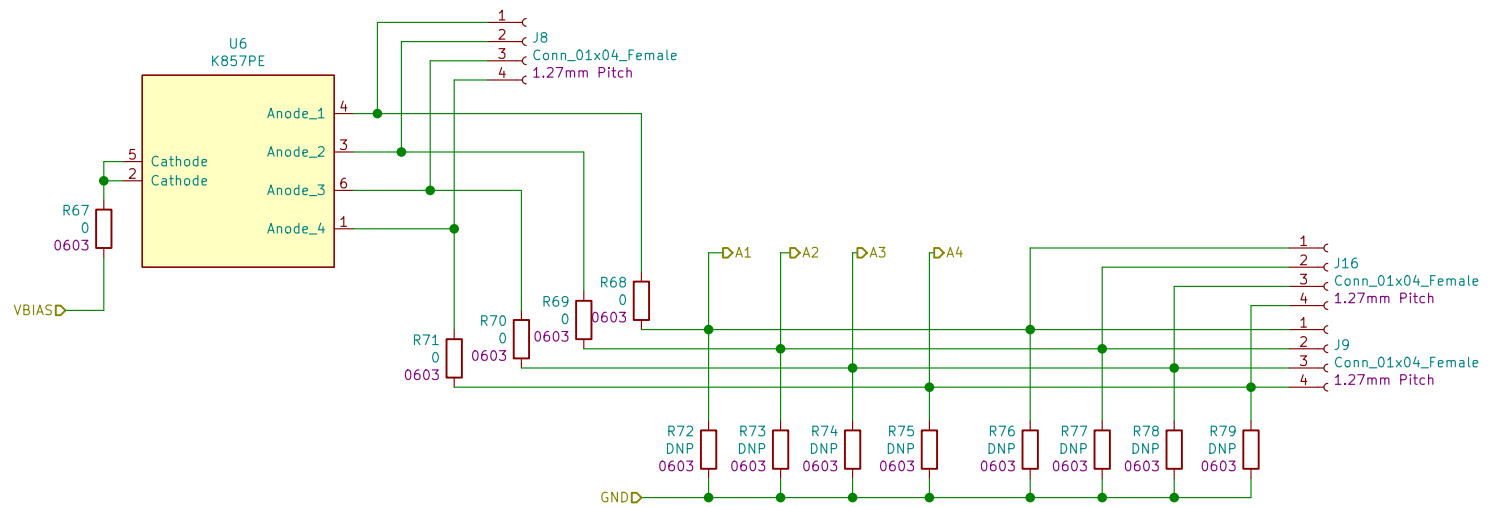 U6
K857PE
Anode_1
Anode_2
Anode_3
Anode_4
4
3
6
1
5
2
Cathode
Cathode
R67
0
0603
VBIAS
1
2
3
4
J8
Conn_01x04_Female
1.27mm Pitch
R68
0
0603
R69
0
0603
R70
0
0603
R71
0
0603
A1
A2
A3
A4
1
2
3
4
J16
Conn_01x04_Female
1.27mm Pitch
1
2
3
4
J9
Conn_01x04_Female
1.27mm Pitch
R72
DNP
0603
R73
DNP
0603
R74
DNP
0603
R75
DNP
0603
R76
DNP
0603
R77
DNP
0603
R78
DNP
0603
R79
DNP
0603
GND